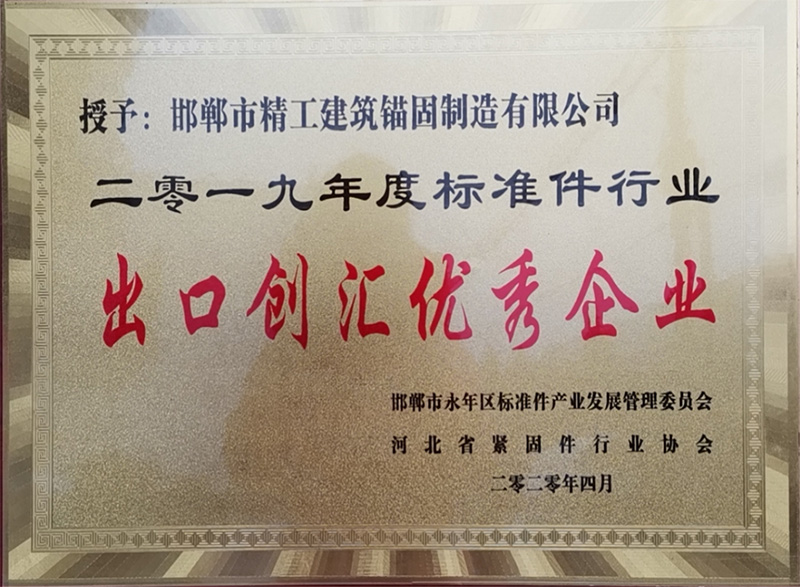 授予：邯郸市精工建筑锚固制造有限公司
二零一九年度标准件行业
出口创汇优秀企业
邯郸市永年区标准件产业发展管理委员会
河北省紧固件行业协会
二零二零年四月